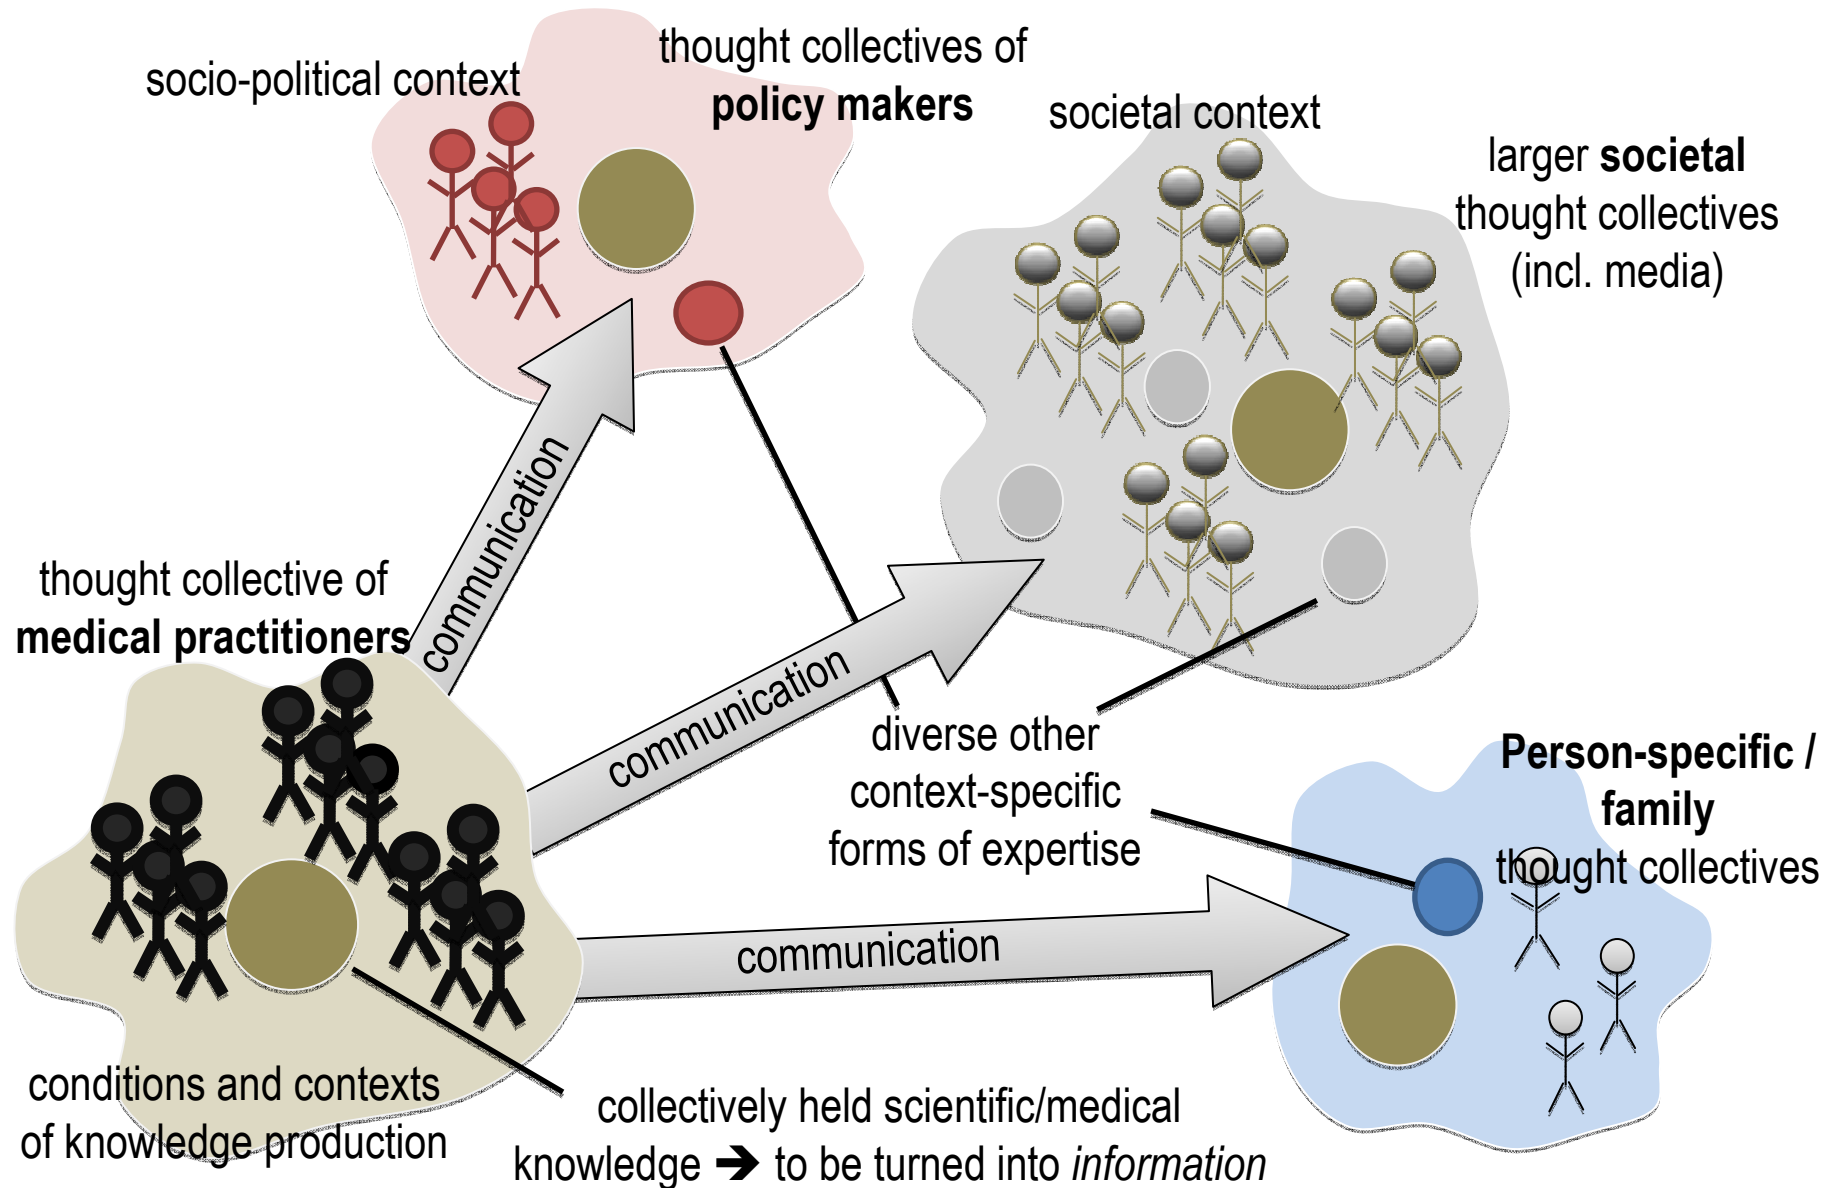 thought collectives of
policy makers
socio-political context
societal context
larger societal
thought collectives
(incl. media)
communication
thought collective of
medical practitioners
communication
diverse other
context-specific
forms of expertise
Person-specific /
family
thought collectives
communication
conditions and contexts
of knowledge production
collectively held scientific/medical
knowledge ➔ to be turned into information